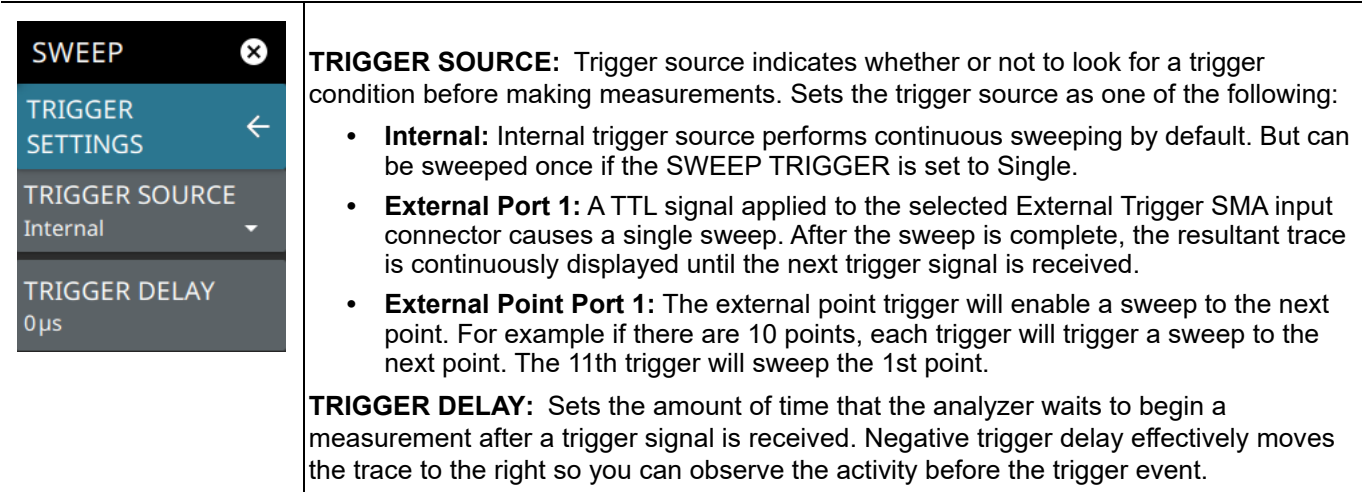 SWEEP
TRIGGER
SETTINGS
TRIGGER SOURCE
Internal
TRIGGER DELAY
0 µs
TRIGGER SOURCE: Trigger source indicates whether or not to look for a trigger
condition before making measurements. Sets the trigger source as one of the following:
• Internal: Internal trigger source performs continuous sweeping by default. But can
be sweeped once if the SWEEP TRIGGER is set to Single.
• External Port 1: A TTL signal applied to the selected External Trigger SMA input
connector causes a single sweep. After the sweep is complete, the resultant trace
is continuously displayed until the next trigger signal is received.
• External Point Port 1: The external point trigger will enable a sweep to the next
point. For example if there are 10 points, each trigger will trigger a sweep to the
next point. The 11th trigger will sweep the 1st point.
TRIGGER DELAY: Sets the amount of time that the analyzer waits to begin a
measurement after a trigger signal is received. Negative trigger delay effectively moves
the trace to the right so you can observe the activity before the trigger event.